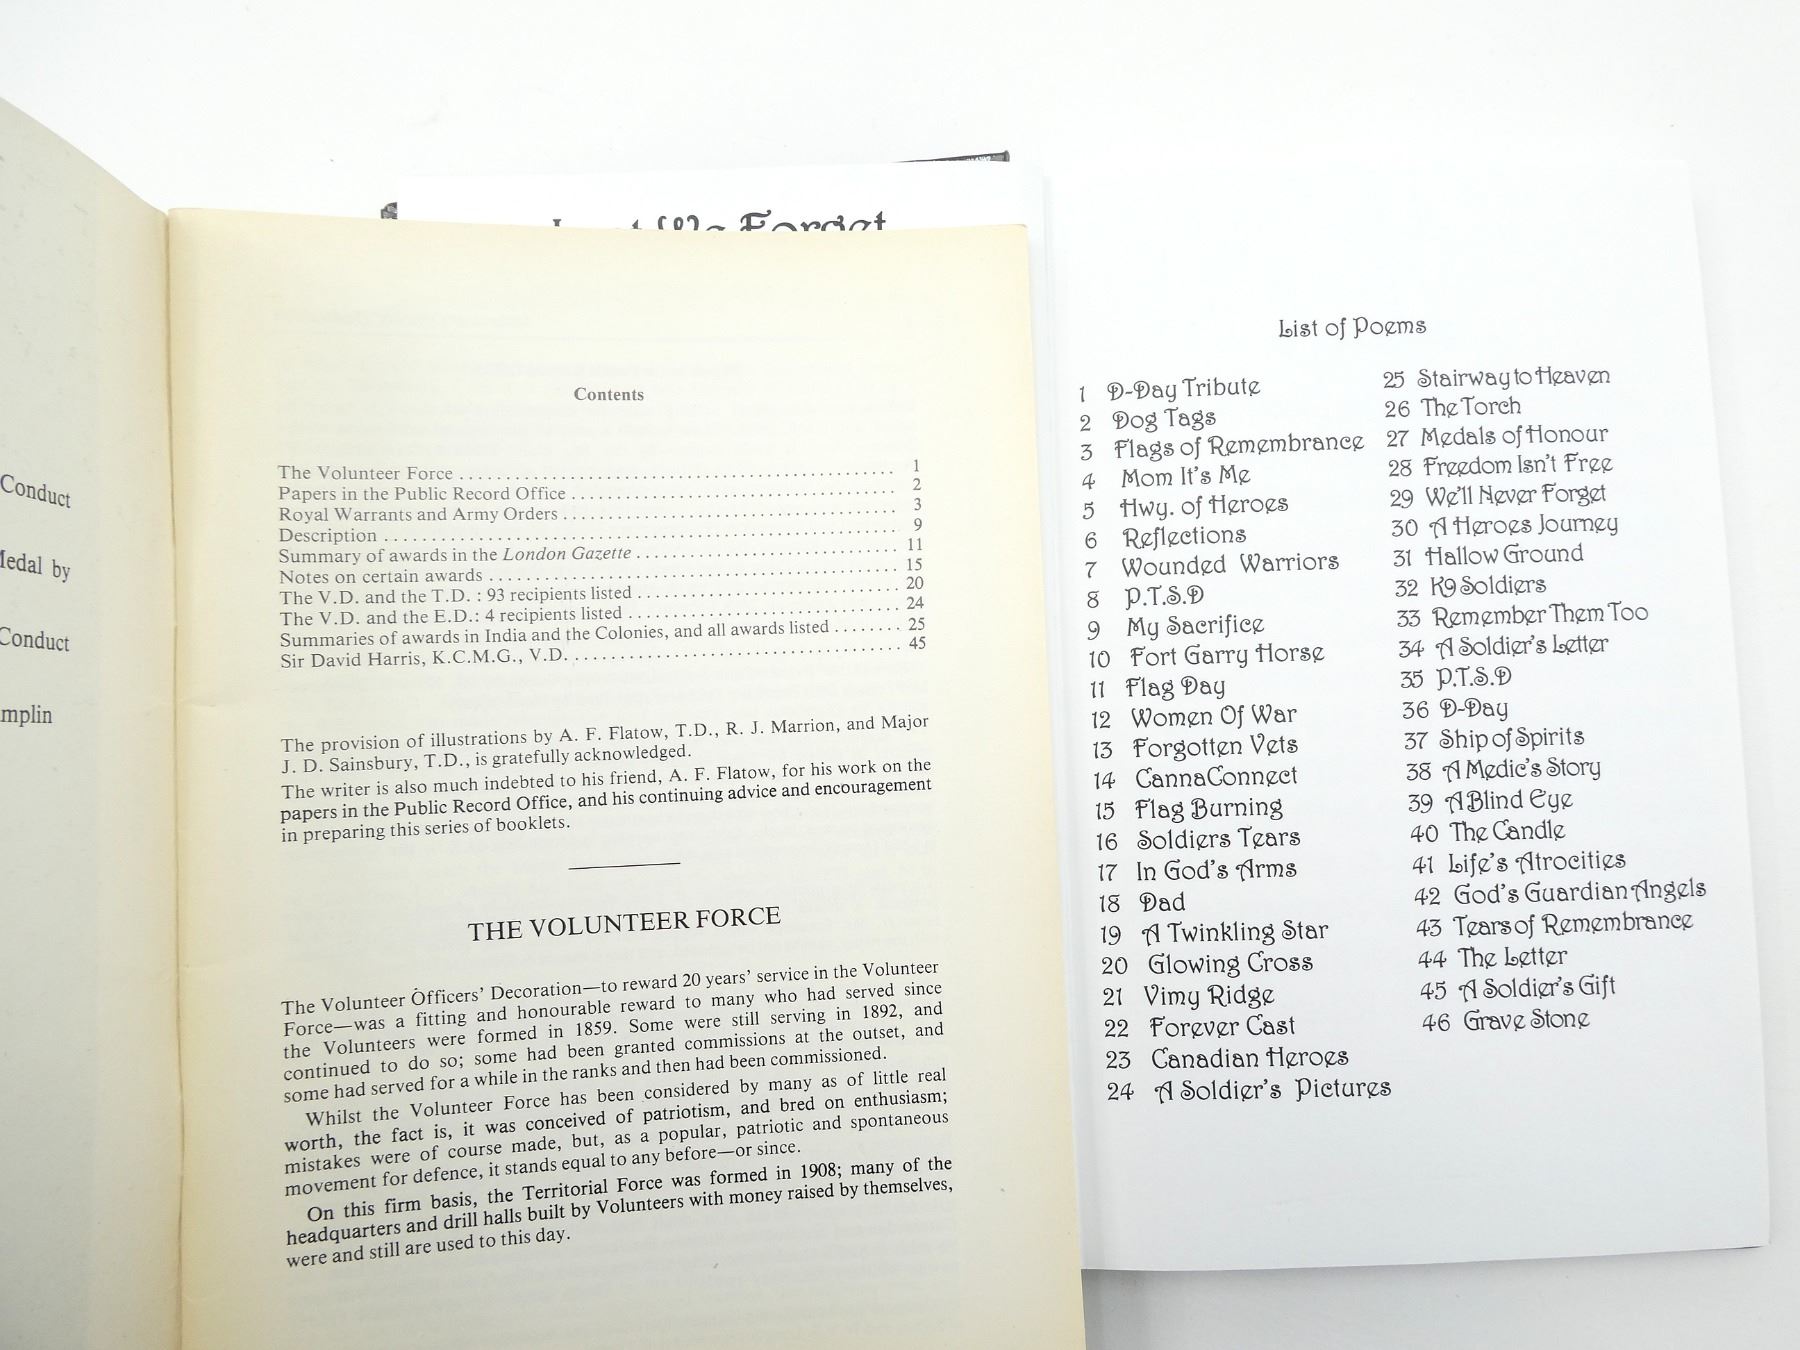 Conduct
Medal by
Conduct
mplin
Lest We Forget
Contents
The Volunteer Force ........ 1
Papers in the Public Record Office ........ 2
Royal Warrants and Army Orders ........ 3
Description ........ 9
Summary of awards in the London Gazette ........ 11
Notes on certain awards ........ 15
The V.D. and the T.D. : 93 recipients listed ........ 20
The V.D. and the E.D.: 4 recipients listed ........ 24
Summaries of awards in India and the Colonies, and all awards listed ........ 25
Sir David Harris, K.C.M.G., V.D. ........ 45
The provision of illustrations by A. F. Flatow, T.D., R. J. Marrion, and Major
J. D. Sainsbury, T.D., is gratefully acknowledged.
The writer is also much indebted to his friend, A. F. Flatow, for his work on the
papers in the Public Record Office, and his continuing advice and encouragement
in preparing this series of booklets.
THE VOLUNTEER FORCE
The Volunteer Officers' Decoration—to reward 20 years' service in the Volunteer
Force—was a fitting and honourable reward to many who had served since
the Volunteers were formed in 1859. Some were still serving in 1892, and
continued to do so; some had been granted commissions at the outset, and
some had served for a while in the ranks and then had been commissioned.
Whilst the Volunteer Force has been considered by many as of little real
worth, the fact is, it was conceived of patriotism, and bred on enthusiasm;
mistakes were of course made, but, as a popular, patriotic and spontaneous
movement for defence, it stands equal to any before—or since.
On this firm basis, the Territorial Force was formed in 1908; many of the
headquarters and drill halls built by Volunteers with money raised by themselves,
were and still are used to this day.
List of Poems
1 D-Day Tribute
2 Dog Tags
3 Flags of Remembrance
4 Mom It's Me
5 Hwy. of Heroes
6 Reflections
7 Wounded Warriors
8 P.T.S.D
9 My Sacrifice
10 Fort Garry Horse
11 Flag Day
12 Women Of War
13 Forgotten Vets
14 CannaConnect
15 Flag Burning
16 Soldiers Tears
17 In God's Arms
18 Dad
19 A Twinkling Star
20 Glowing Cross
21 Vimy Ridge
22 Forever Cast
23 Canadian Heroes
24 A Soldier's Pictures
25 Stairway to Heaven
26 The Torch
27 Medals of Honour
28 Freedom Isn't Free
29 We'll Never Forget
30 A Heroes Journey
31 Hallow Ground
32 K9 Soldiers
33 Remember Them Too
34 A Soldier's Letter
35 P.T.S.D
36 D-Day
37 Ship of Spirits
38 A Medic's Story
39 A Blind Eye
40 The Candle
41 Life's Atrocities
42 God's Guardian Angels
43 Tears of Remembrance
44 The Letter
45 A Soldier's Gift
46 Grave Stone